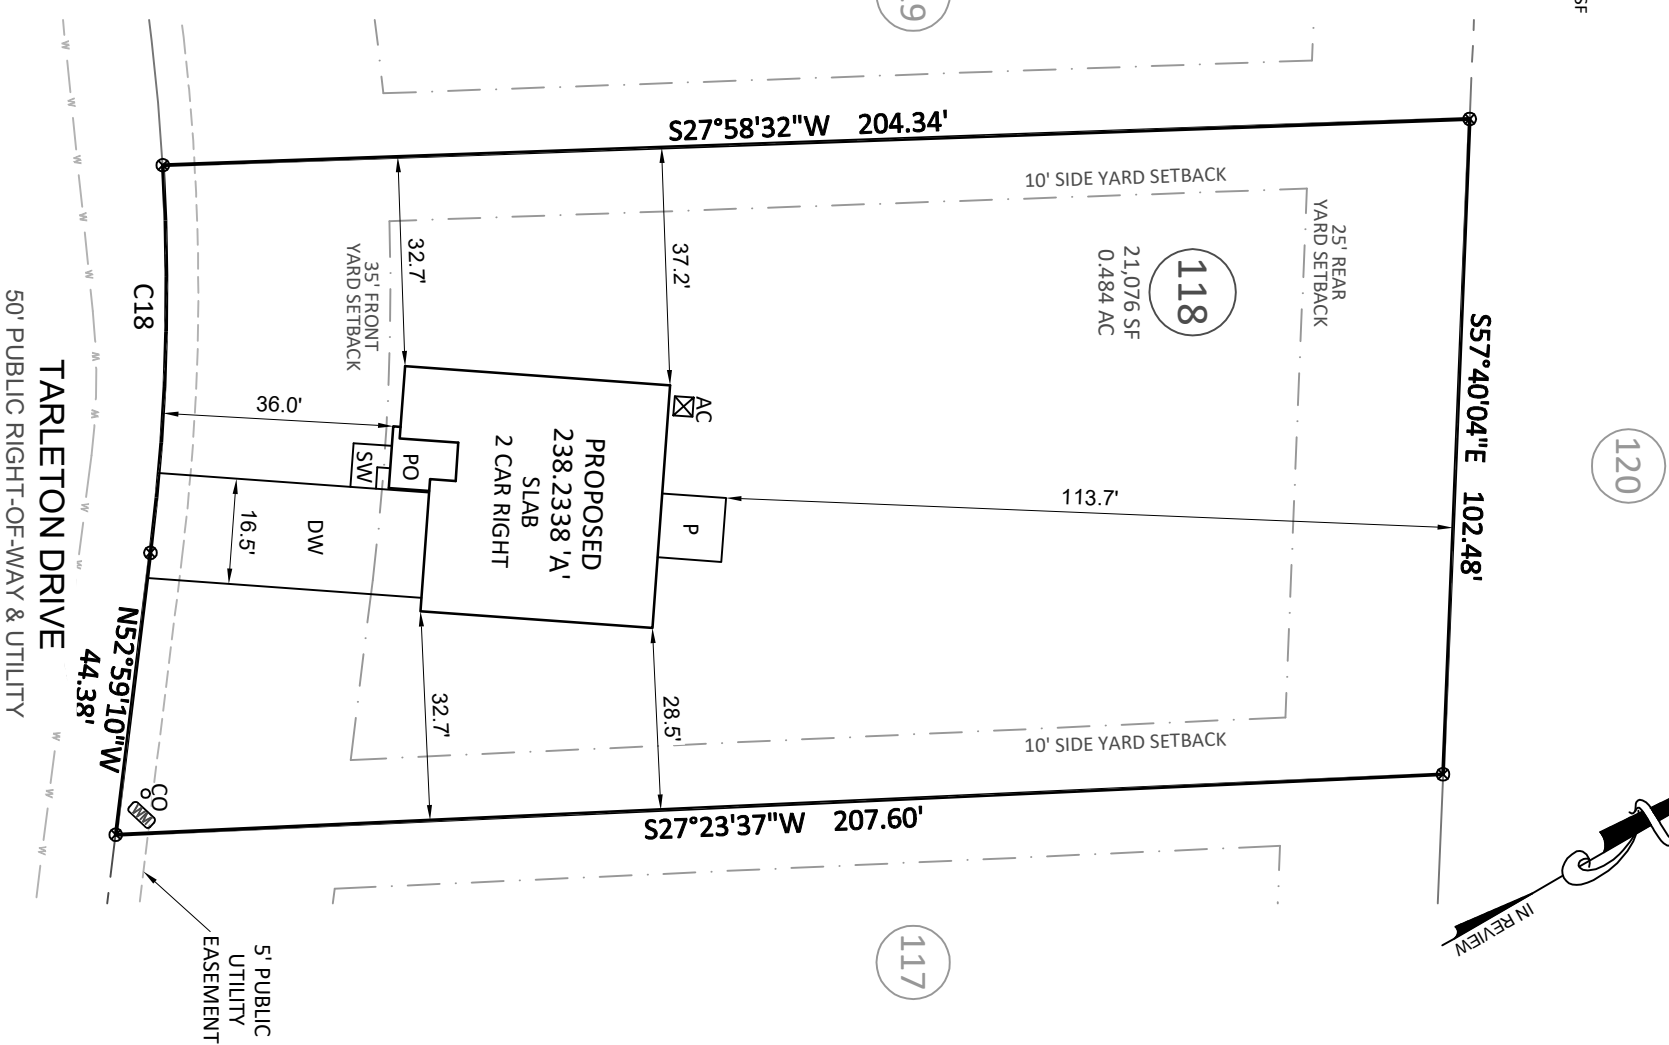 SF
19
S27°58'32"W 204.34'
10' SIDE YARD SETBACK
25' REAR
YARD SETBACK
118
21,076 SF
0.484 AC
S57°40'04"E 102.48'
120
32.7'
37.2'
35' FRONT
YARD SETBACK
C18
36.0'
AC
PROPOSED
238.2338 'A'
SLAB
2 CAR RIGHT
PO
SW
P
113.7'
DW
16.5'
TARLETON DRIVE
50' PUBLIC RIGHT-OF-WAY & UTILITY
N52°59'10"W
44.38'
32.7'
28.5'
10' SIDE YARD SETBACK
CO
WM
S27°23'37"W 207.60'
5' PUBLIC
UTILITY
EASEMENT
117
IN REVIEW
W
W
W
W
W
W
W
W
W
W
W
W